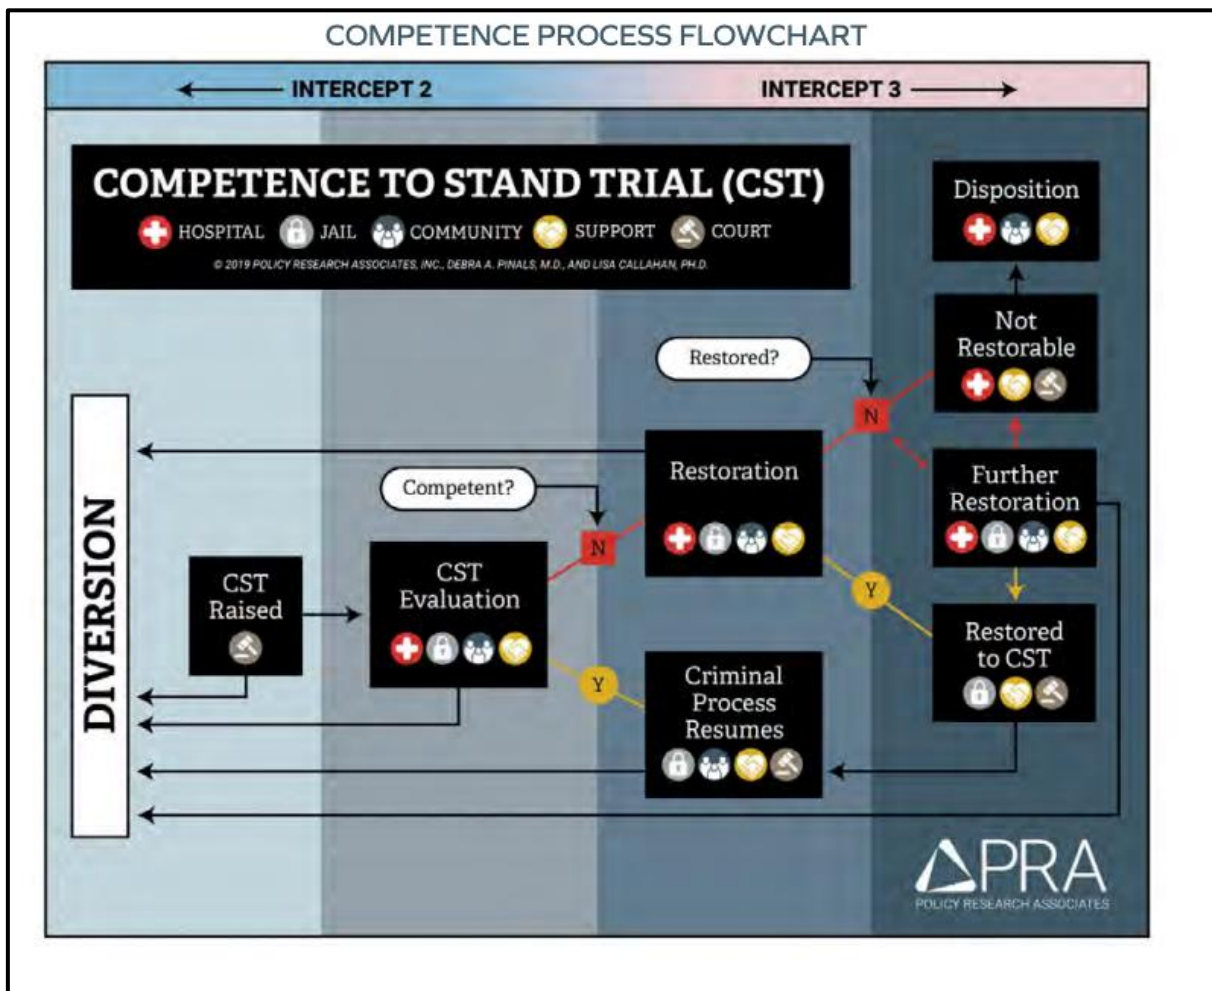 COMPETENCE PROCESS FLOWCHART
INTERCEPT 2
INTERCEPT 3
COMPETENCE TO STAND TRIAL (CST)
HOSPITAL JAIL COMMUNITY SUPPORT COURT
© 2019 POLICY RESEARCH ASSOCIATES, INC., DEBRA A. PINALS, M.D., AND LISA CALLAHAN, PH.D.
Disposition
Not
Restorable
Restored?
N
Restoration
Further
Restoration
Competent?
N
DIVERSION
CST
Raised
CST
Evaluation
Y
Restored
to CST
Y
Criminal
Process
Resumes
PRA
POLICY RESEARCH ASSOCIATES